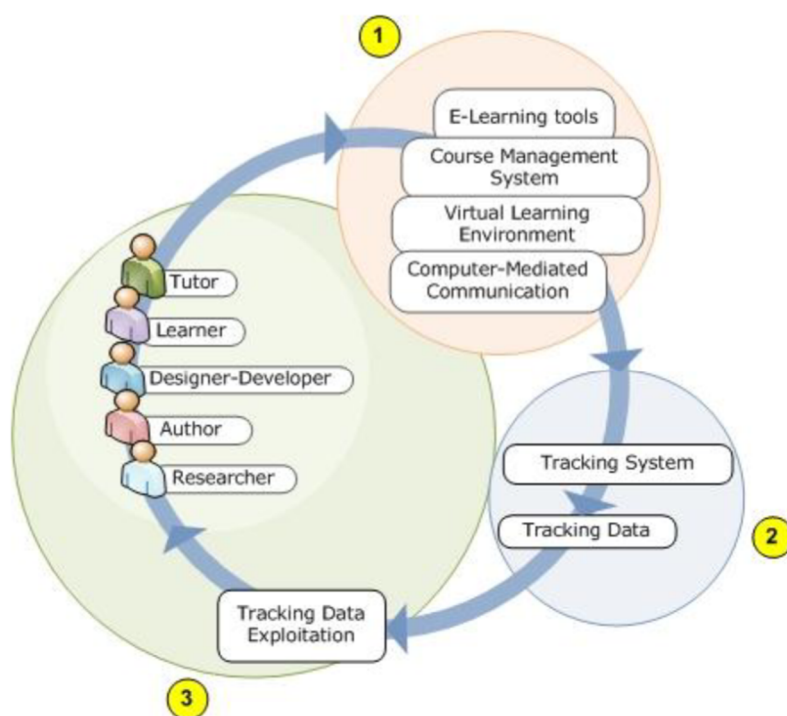 1
E-Learning tools
Course Management
System
Virtual Learning
Environment
Computer-Mediated
Communication
Tutor
Learner
Designer-Developer
Author
Researcher
Tracking System
Tracking Data
2
Tracking Data
Exploitation
3